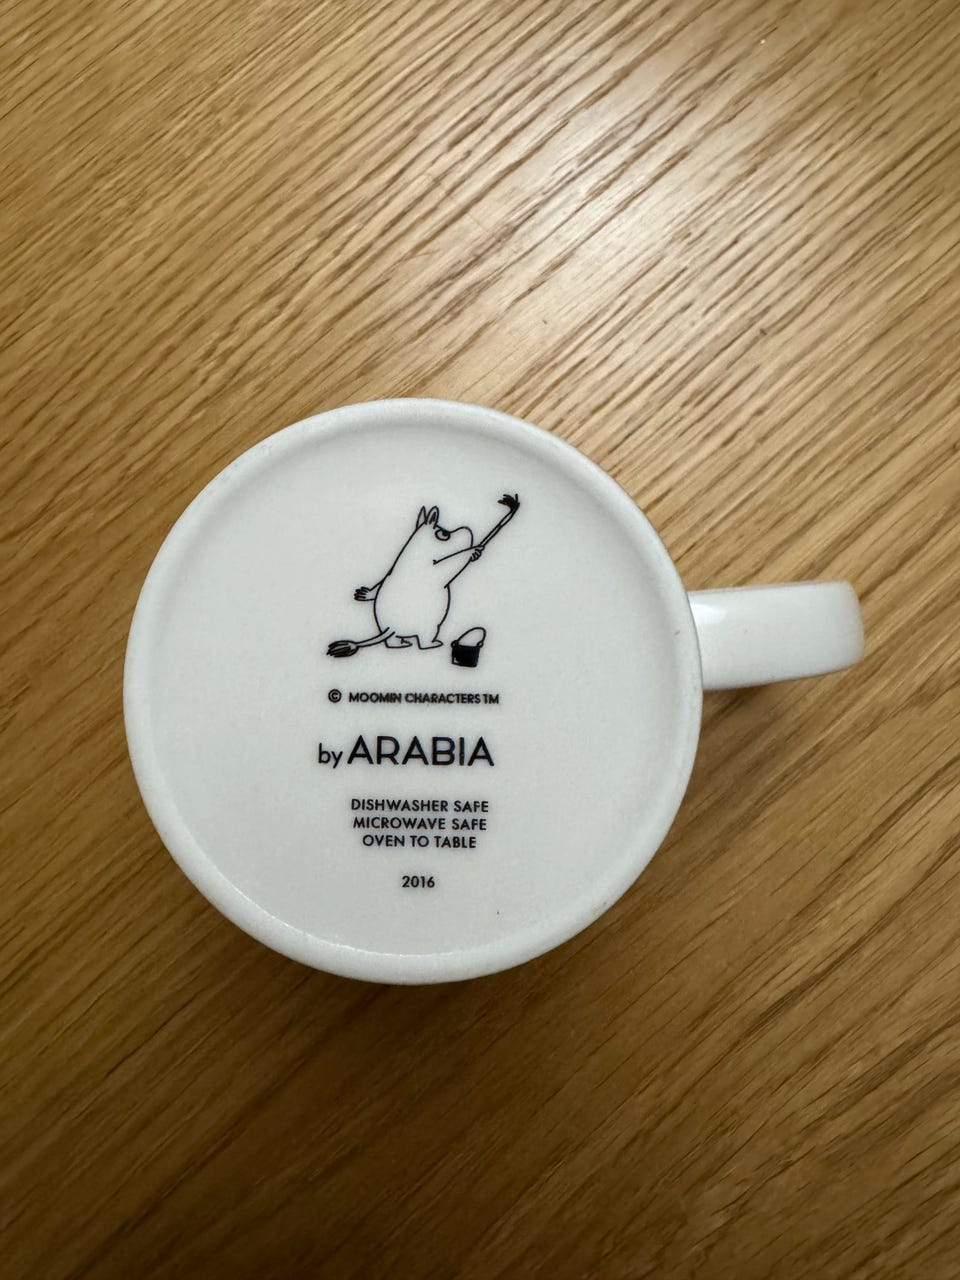 © MOOMIN CHARACTERS TM
by ARABIA
DISHWASHER SAFE
MICROWAVE SAFE
OVEN TO TABLE
2016